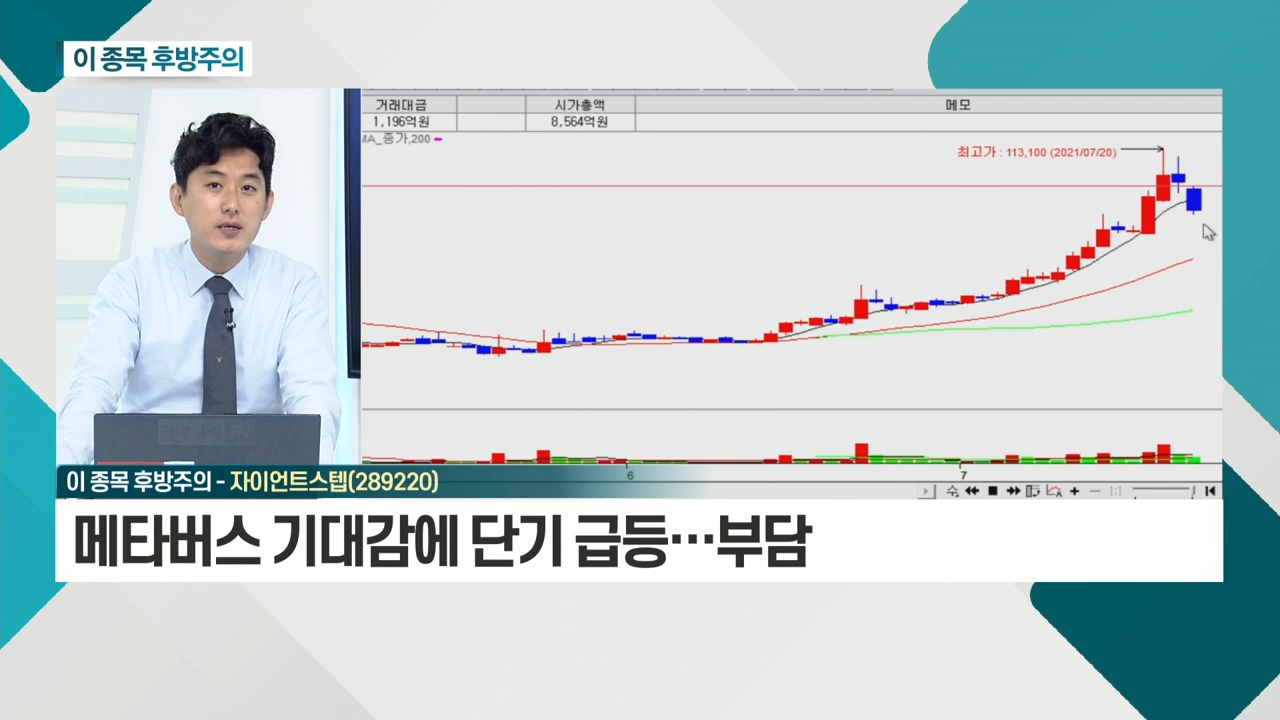 이 종목 후방주의
거래대금 시가총액 메모
1,196억원 8,564억원
MA_종가,200
최고가 : 113,100 (2021/07/20)
6 7
이 종목 후방주의 - 자이언트스텝(289220)
1:1
메타버스 기대감에 단기 급등…부담